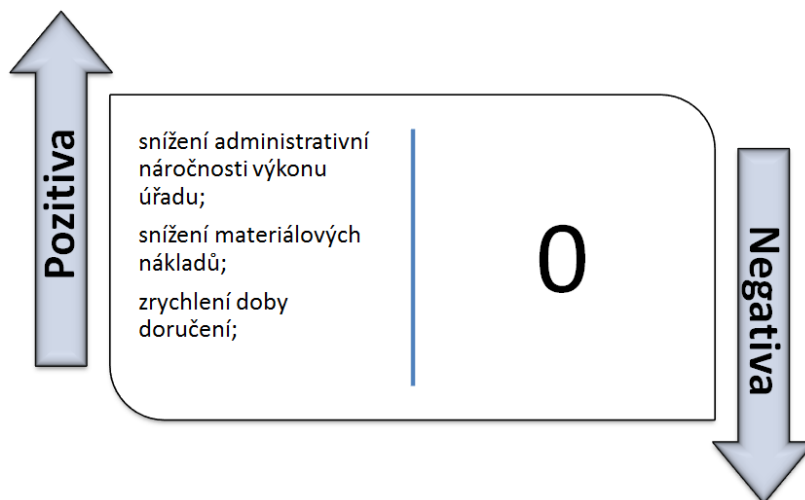 Pozitiva
snížení administrativní
náročnosti výkonu
úřadu;
snížení materiálových
nákladů;
zrychlení doby
doručení;
0
Negativa